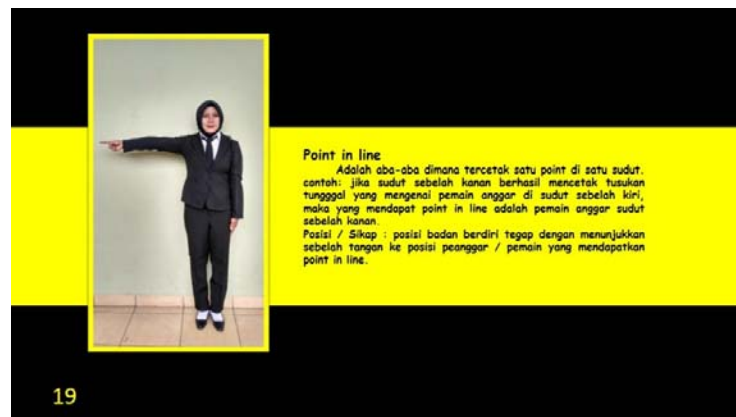 Point in line
Adalah aba-aba dimana tercetak satu point di satu sudut.
contoh: jika sudut sebelah kanan berhasil mencetak tusukan
tungggal yang mengenai pemain anggar di sudut sebelah kiri,
maka yang mendapat point in line adalah pemain anggar sudut
sebelah kanan.
Posisi / Sikap : posisi badan berdiri tegap dengan menunjukkan
sebelah tangan ke posisi peanggar / pemain yang mendapatkan
point in line.
19